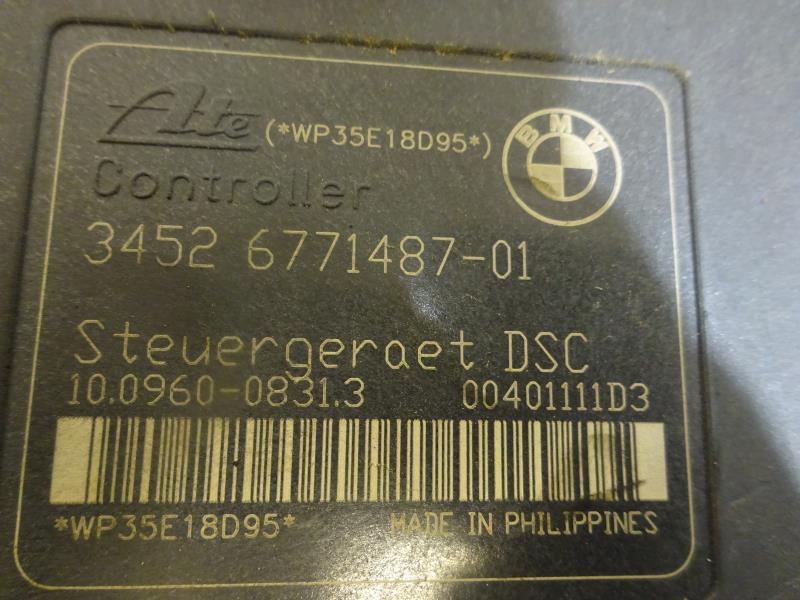 Ate (*WP35E18D95*)
BMW
Controller
3452 6771487-01
Steuergeraet DSC
10.0960-0831.3 00401111D3
*WP35E18D95* MADE IN PHILIPPINES